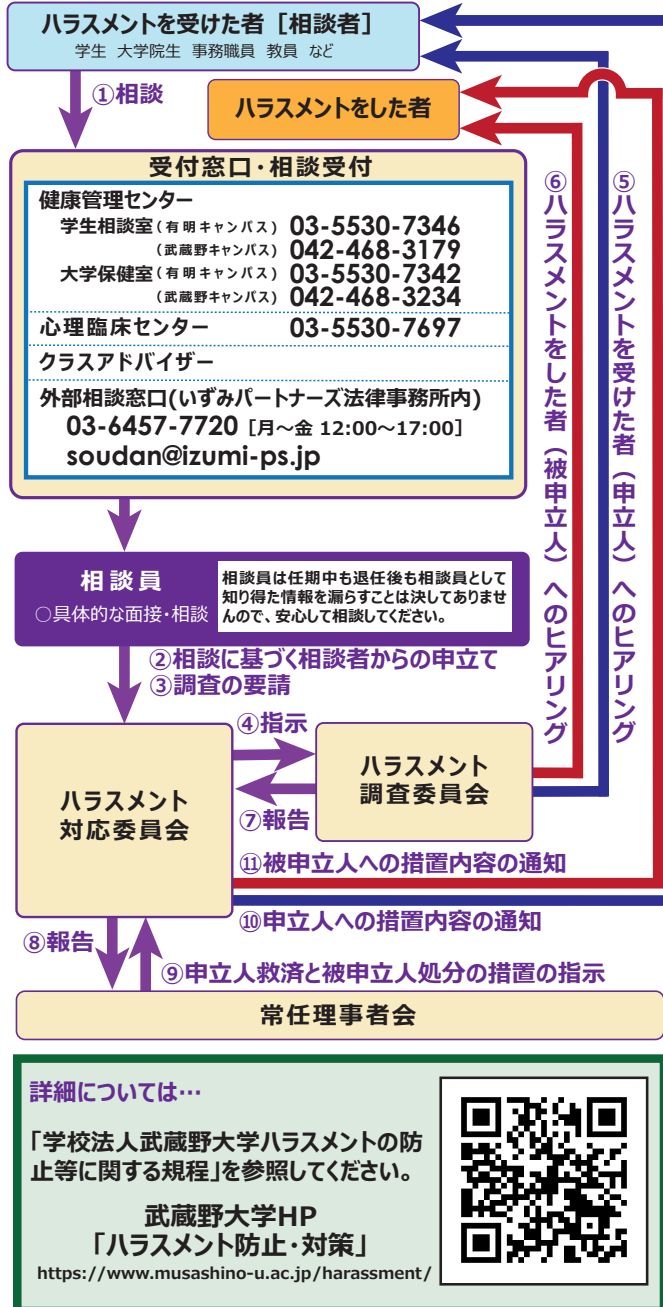 ハラスメントを受けた者［相談者］
学生 大学院生 事務職員 教員 など
①相談
ハラスメントをした者
受付窓口・相談受付
健康管理センター
学生相談室(有明キャンパス) 03-5530-7346
(武蔵野キャンパス) 042-468-3179
大学保健室(有明キャンパス) 03-5530-7342
(武蔵野キャンパス) 042-468-3234
心理臨床センター 03-5530-7697
クラスアドバイザー
外部相談窓口(いずみパートナーズ法律事務所内)
03-6457-7720［月～金 12:00～17:00］
soudan@izumi-ps.jp
⑥ハラスメントをした者（被申立人）へのヒアリング
⑤ハラスメントを受けた者（申立人）へのヒアリング
相談員
○具体的な面接・相談
相談員は任期中も退任後も相談員として
知り得た情報を漏らすことは決してありませ
んので、安心して相談してください。
②相談に基づく相談者からの申立て
③調査の要請
④指示
ハラスメント
対応委員会
ハラスメント
調査委員会
⑦報告
⑪被申立人への措置内容の通知
⑩申立人への措置内容の通知
⑧報告
⑨申立人救済と被申立人処分の措置の指示
常任理事者会
詳細については…
「学校法人武蔵野大学ハラスメントの防
止等に関する規程」を参照してください。
武蔵野大学HP
「ハラスメント防止・対策」
https://www.musashino-u.ac.jp/harassment/